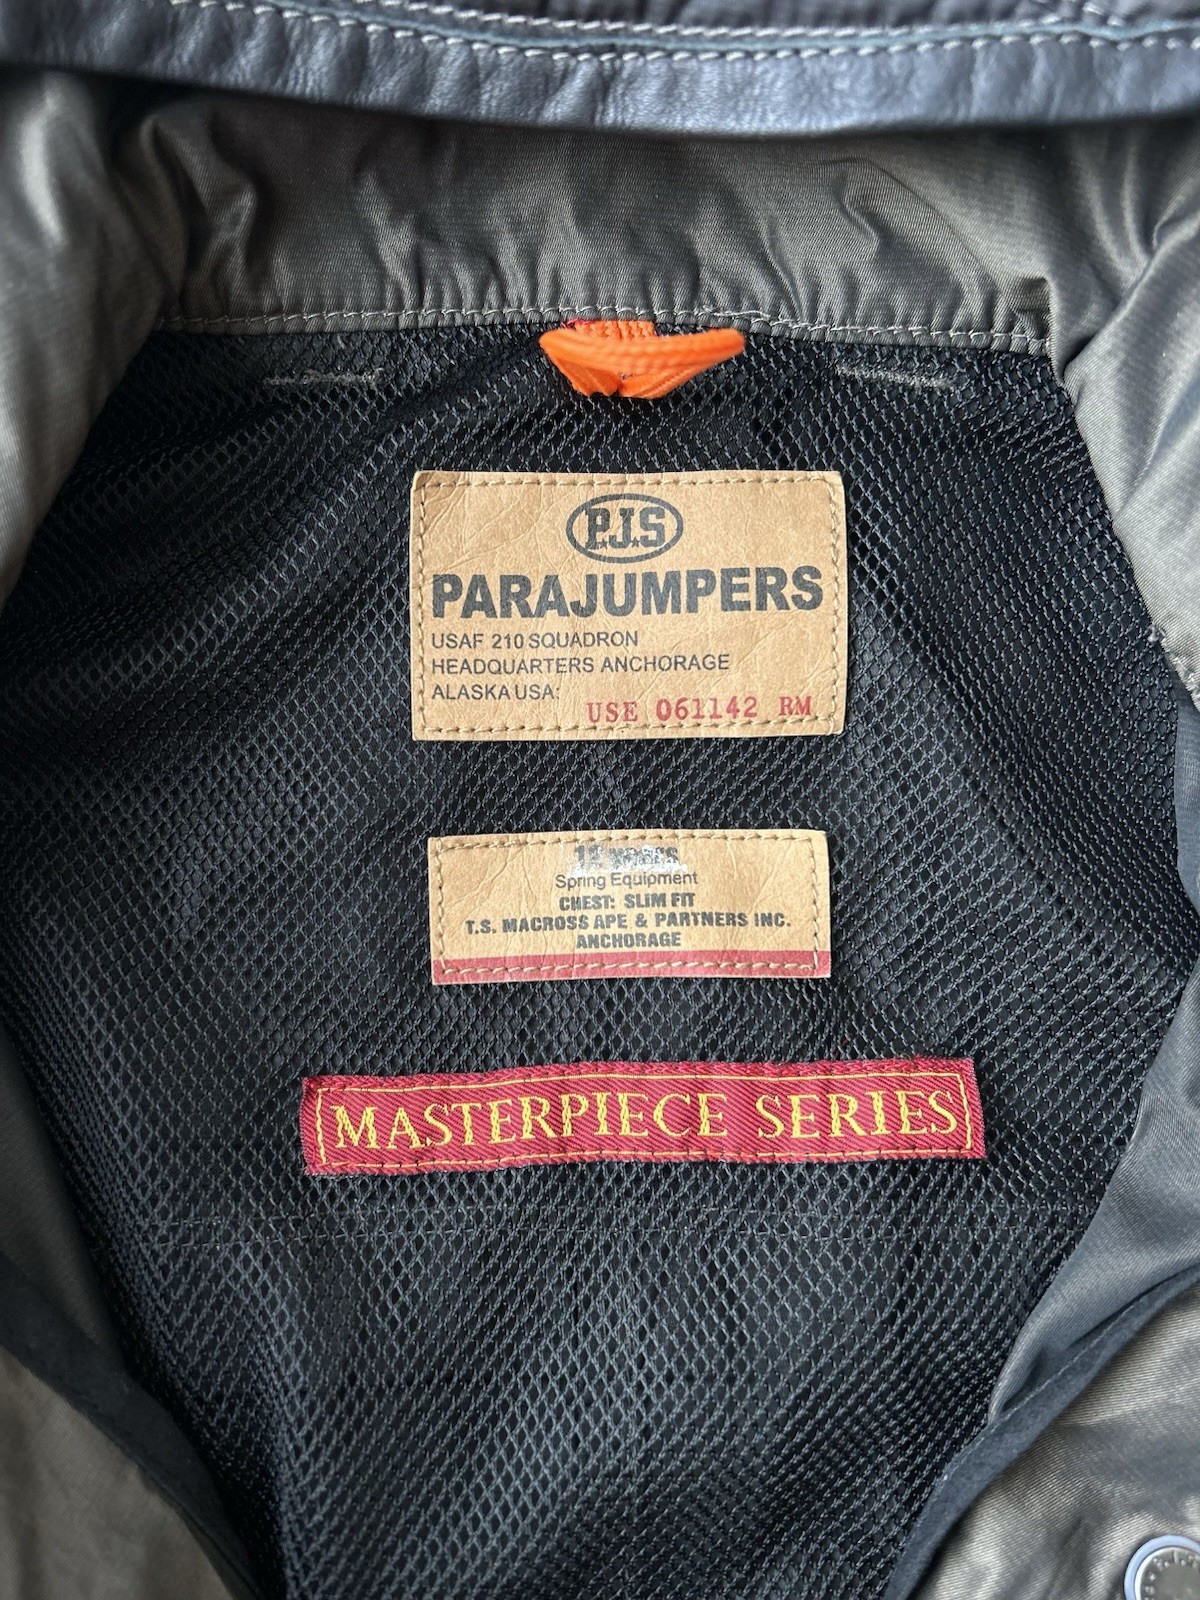 P.J.S
PARAJUMPERS
USAF 210 SQUADRON
HEADQUARTERS ANCHORAGE
ALASKA USA:
USE 061142 RM
Spring Equipment
CHEST: SLIM FIT
T.S. MACROSS APE & PARTNERS INC.
ANCHORAGE
MASTERPIECE SERIES